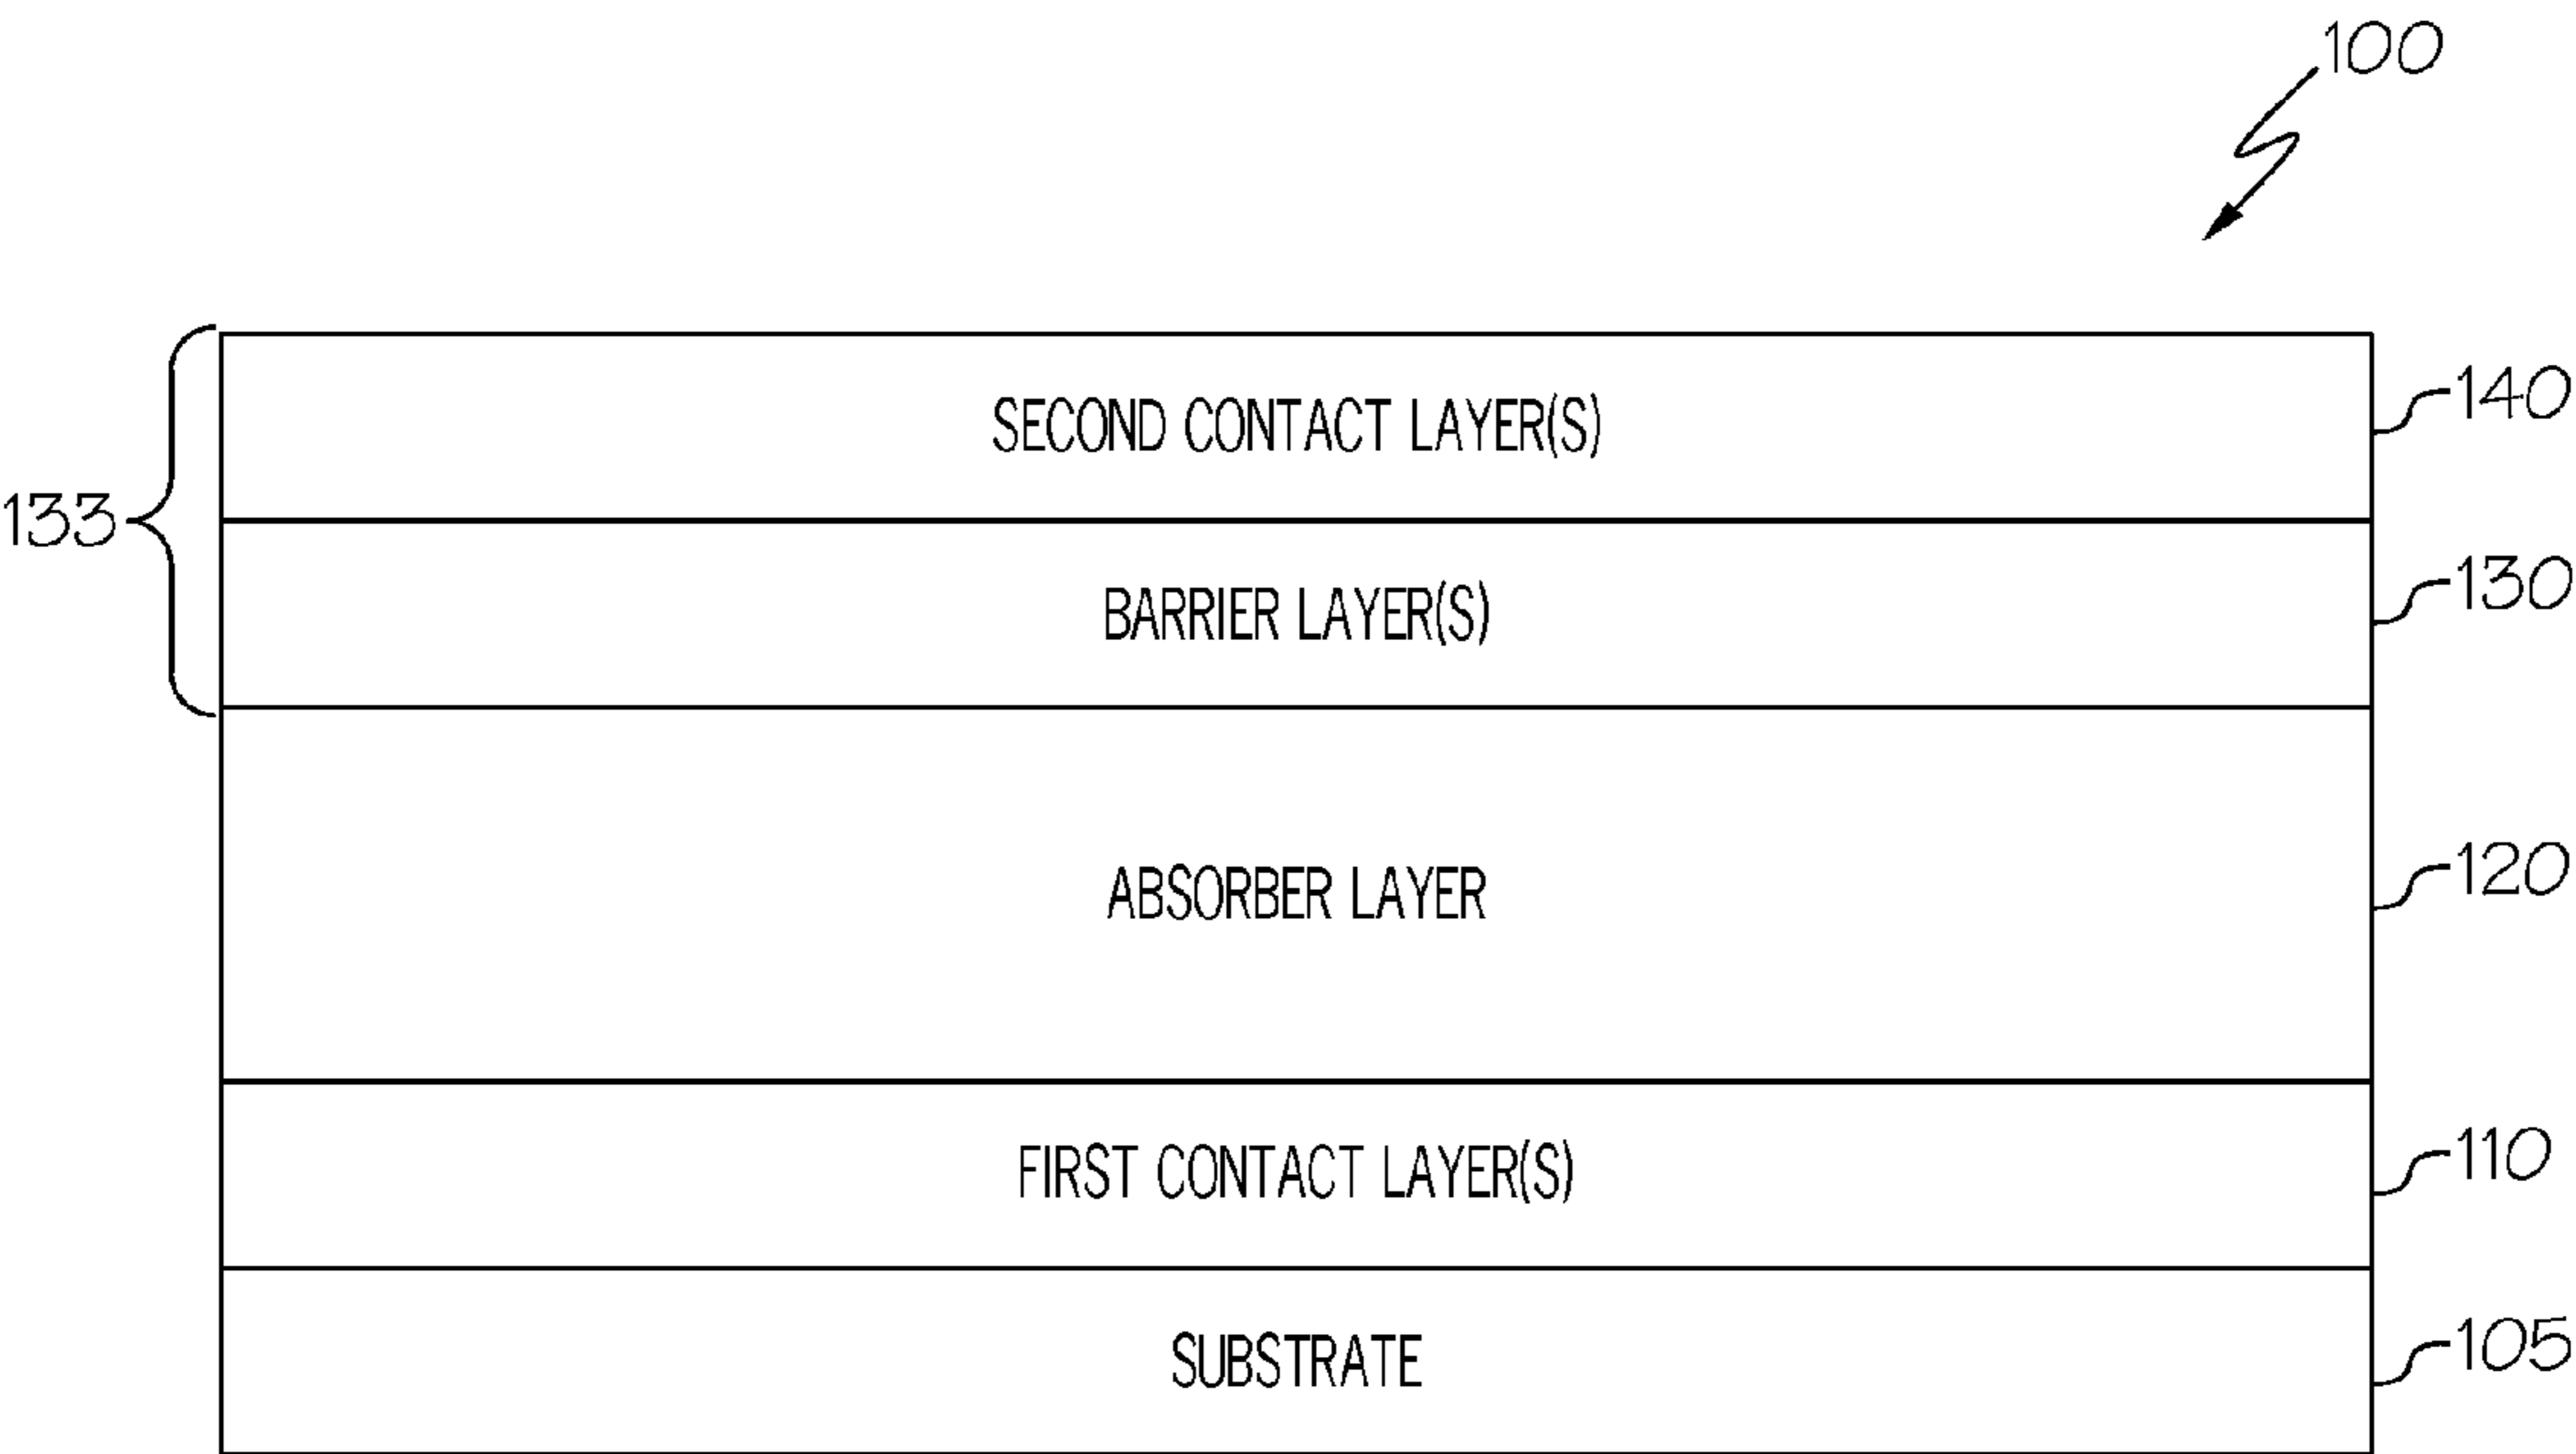 100
SECOND CONTACT LAYER(S)
140
133
BARRIER LAYER(S)
130
ABSORBER LAYER
120
FIRST CONTACT LAYER(S)
110
SUBSTRATE
105